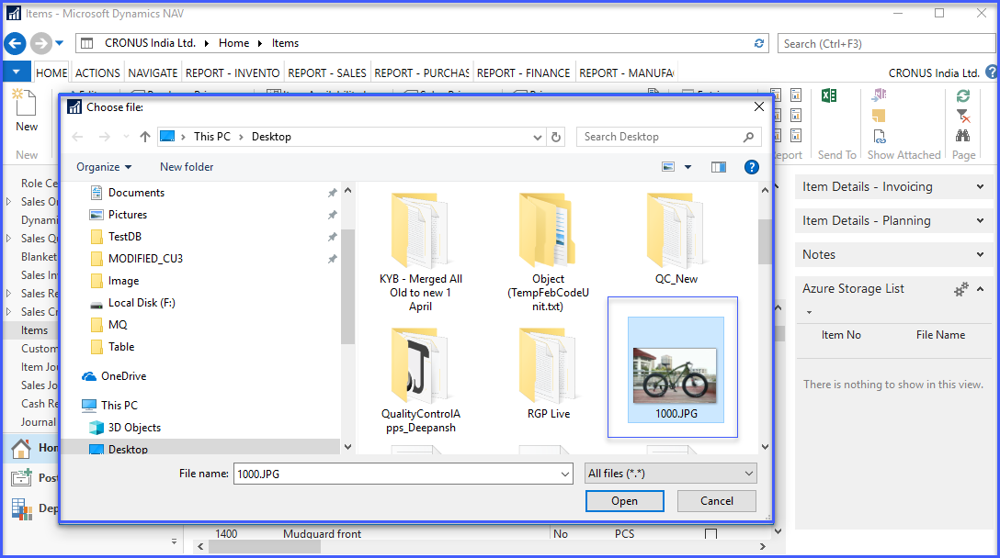 Items - Microsoft Dynamics NAV
CRONUS India Ltd. Home Items
Search (Ctrl+F3)
HOME ACTIONS NAVIGATE REPORT - INVENTO REPORT - SALES REPORT - PURCHAS REPORT - FINANCE REPORT - MANUFA CRONUS India Ltd.
New
New
Send To
Show Attached
Page
Choose file:
This PC Desktop
Search Desktop
Organize New folder
Documents
Pictures
TestDB
MODIFIED_CU3
Image
Local Disk (F:)
MQ
Table
OneDrive
This PC
3D Objects
Desktop
KYB - Merged All
Old to new 1
April
Object
(TempFebCodeU
nit.txt)
QC_New
QualityControlA
pps_Deepansh
RGP Live
1000.JPG
File name: 1000.JPG
All files (*.*)
Open Cancel
Role Ce
Sales Or
Dynami
Sales Qu
Blanket
Sales In
Sales Re
Sales Cr
Items
Custom
Item Jo
Sales Jo
Cash Re
Journal
Hor
Post
Dep
Item Details - Invoicing
Item Details - Planning
Notes
Azure Storage List
Item No File Name
There is nothing to show in this view.
1400 Mudguard front No PCS